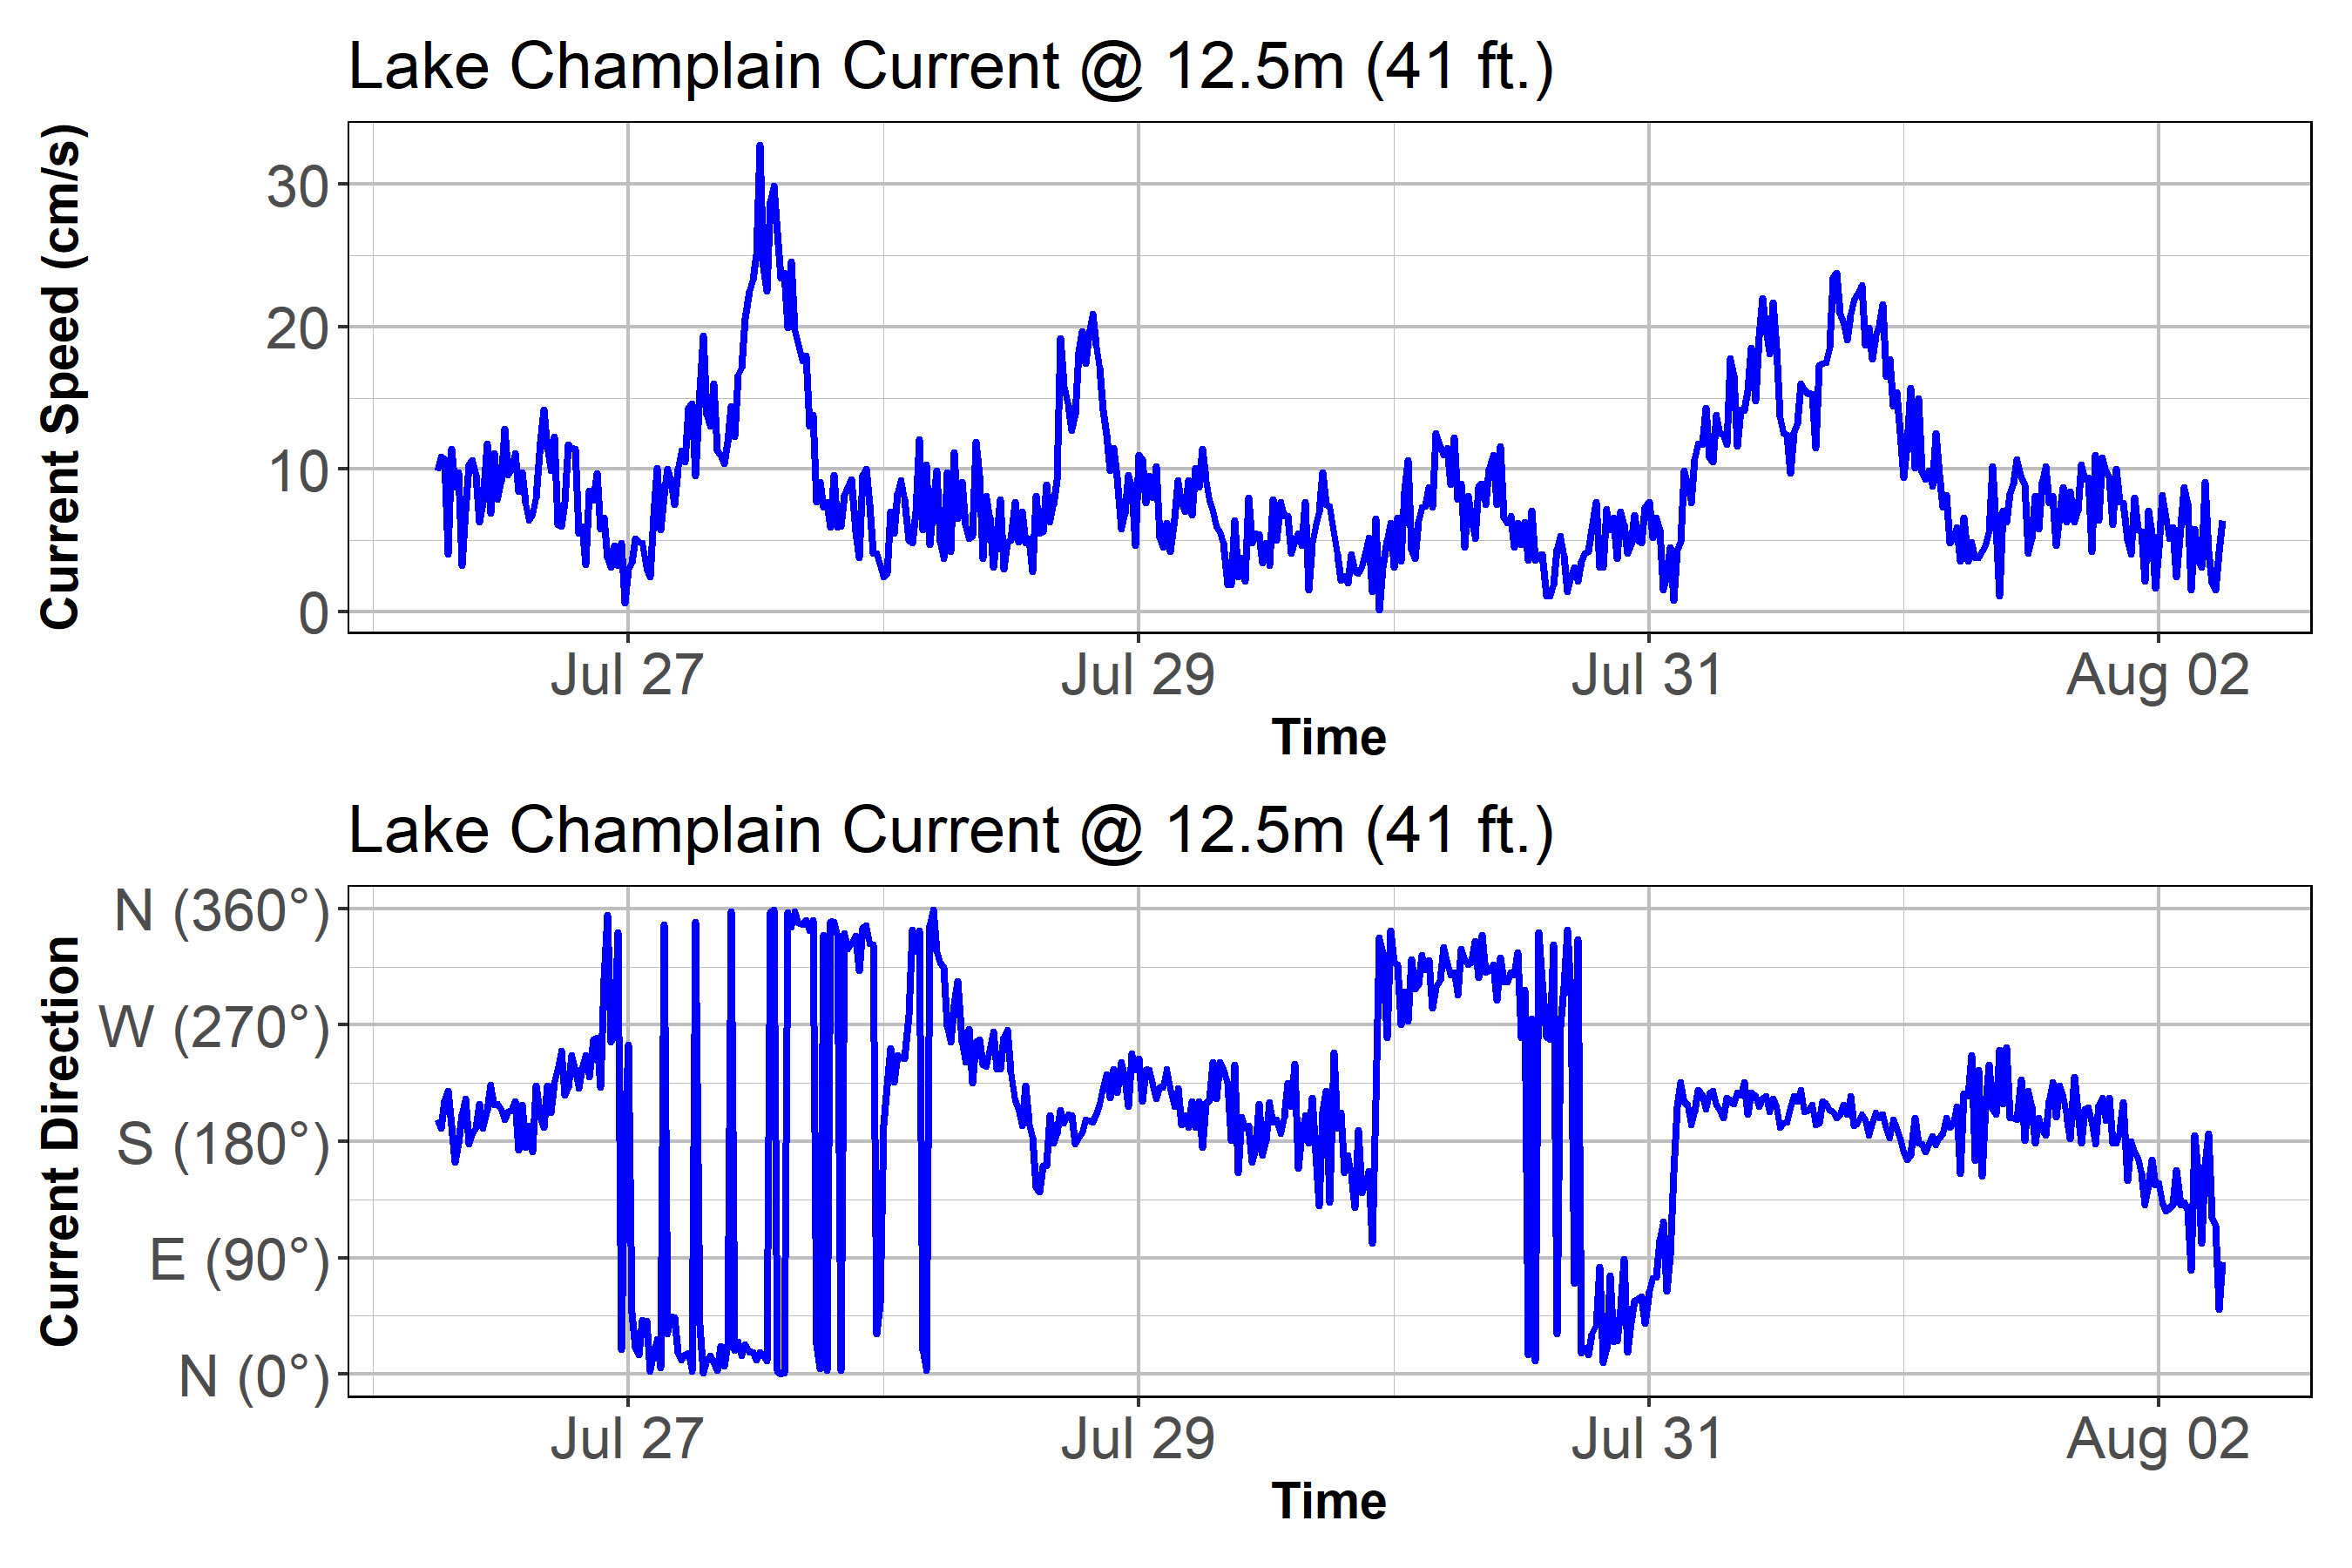 Lake Champlain Current @ 12.5m (41 ft.)
Current Speed (cm/s)
30
20
10
0
Jul 27
Jul 29
Jul 31
Aug 02
Time
Lake Champlain Current @ 12.5m (41 ft.)
Current Direction
N (360°)
W (270°)
S (180°)
E (90°)
N (0°)
Jul 27
Jul 29
Jul 31
Aug 02
Time